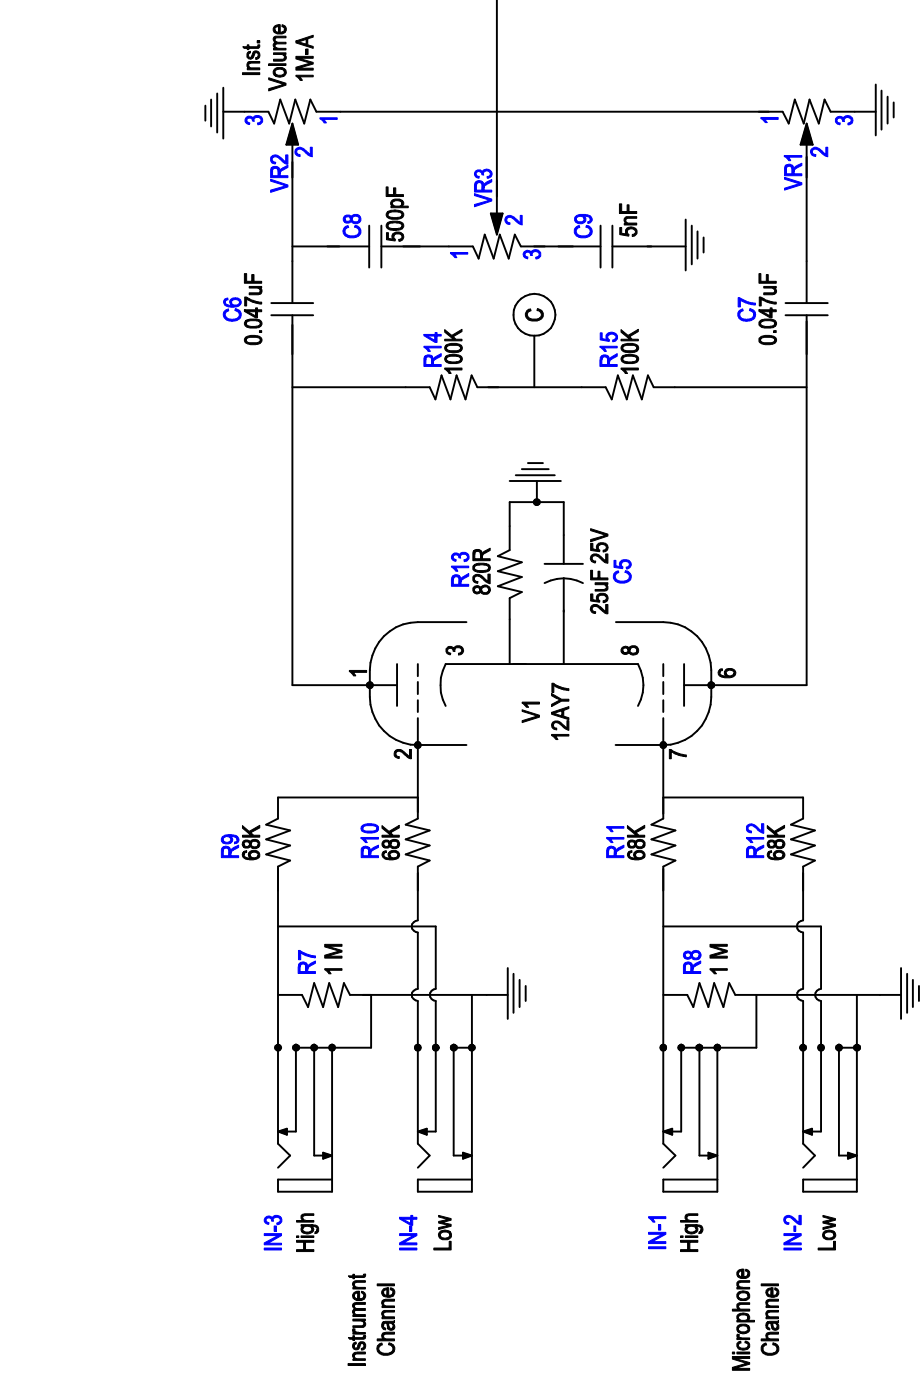 Instrument
Channel
IN-3
High
IN-4
Low
R7
1 M
R9
68K
R10
68K
2
1
3
V1
12AY7
R13
820R
25uF 25V
C5
8
7
6
Microphone
Channel
IN-1
High
IN-2
Low
R8
1 M
R11
68K
R12
68K
R14
100K
C
R15
100K
C6
0.047uF
C7
0.047uF
C8
500pF
1
VR3
2
3
C9
5nF
VR2
2
3
1
Inst.
Volume
1M-A
VR1
2
1
3